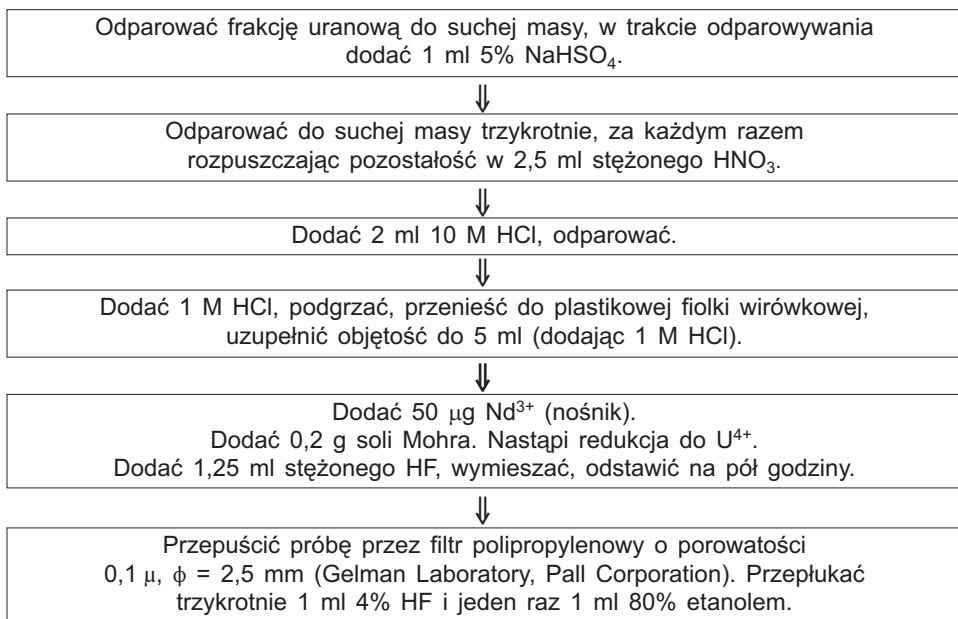 Odparować frakcję uranową do suchej masy, w trakcie odparowywania
dodać 1 ml 5% NaHSO₄.
⇓
Odparować do suchej masy trzykrotnie, za każdym razem
rozpuszczając pozostałość w 2,5 ml stężonego HNO₃.
⇓
Dodać 2 ml 10 M HCl, odparować.
⇓
Dodać 1 M HCl, podgrzać, przenieść do plastikowej fiolki wirówkowej,
uzupełnić objętość do 5 ml (dodając 1 M HCl).
⇓
Dodać 50 μg Nd³⁺ (nośnik).
Dodać 0,2 g soli Mohra. Nastąpi redukcja do U⁴⁺.
Dodać 1,25 ml stężonego HF, wymieszać, odstawić na pół godziny.
⇓
Przepuścić próbę przez filtr polipropylenowy o porowatości
0,1 μ, ϕ = 2,5 mm (Gelman Laboratory, Pall Corporation). Przepłukać
trzykrotnie 1 ml 4% HF i jeden raz 1 ml 80% etanolem.